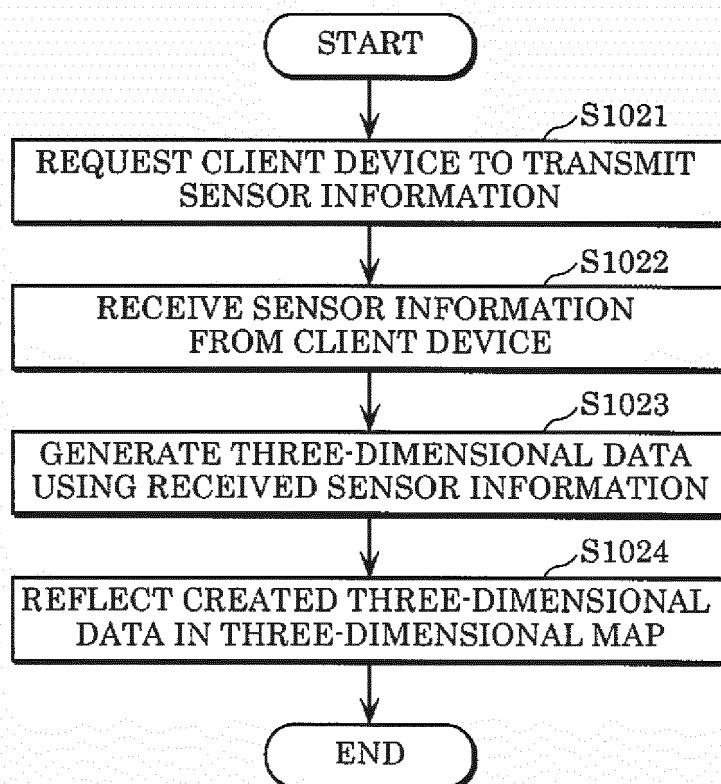 START
S1021
REQUEST CLIENT DEVICE TO TRANSMIT
SENSOR INFORMATION
S1022
RECEIVE SENSOR INFORMATION
FROM CLIENT DEVICE
S1023
GENERATE THREE-DIMENSIONAL DATA
USING RECEIVED SENSOR INFORMATION
S1024
REFLECT CREATED THREE-DIMENSIONAL
DATA IN THREE-DIMENSIONAL MAP
END